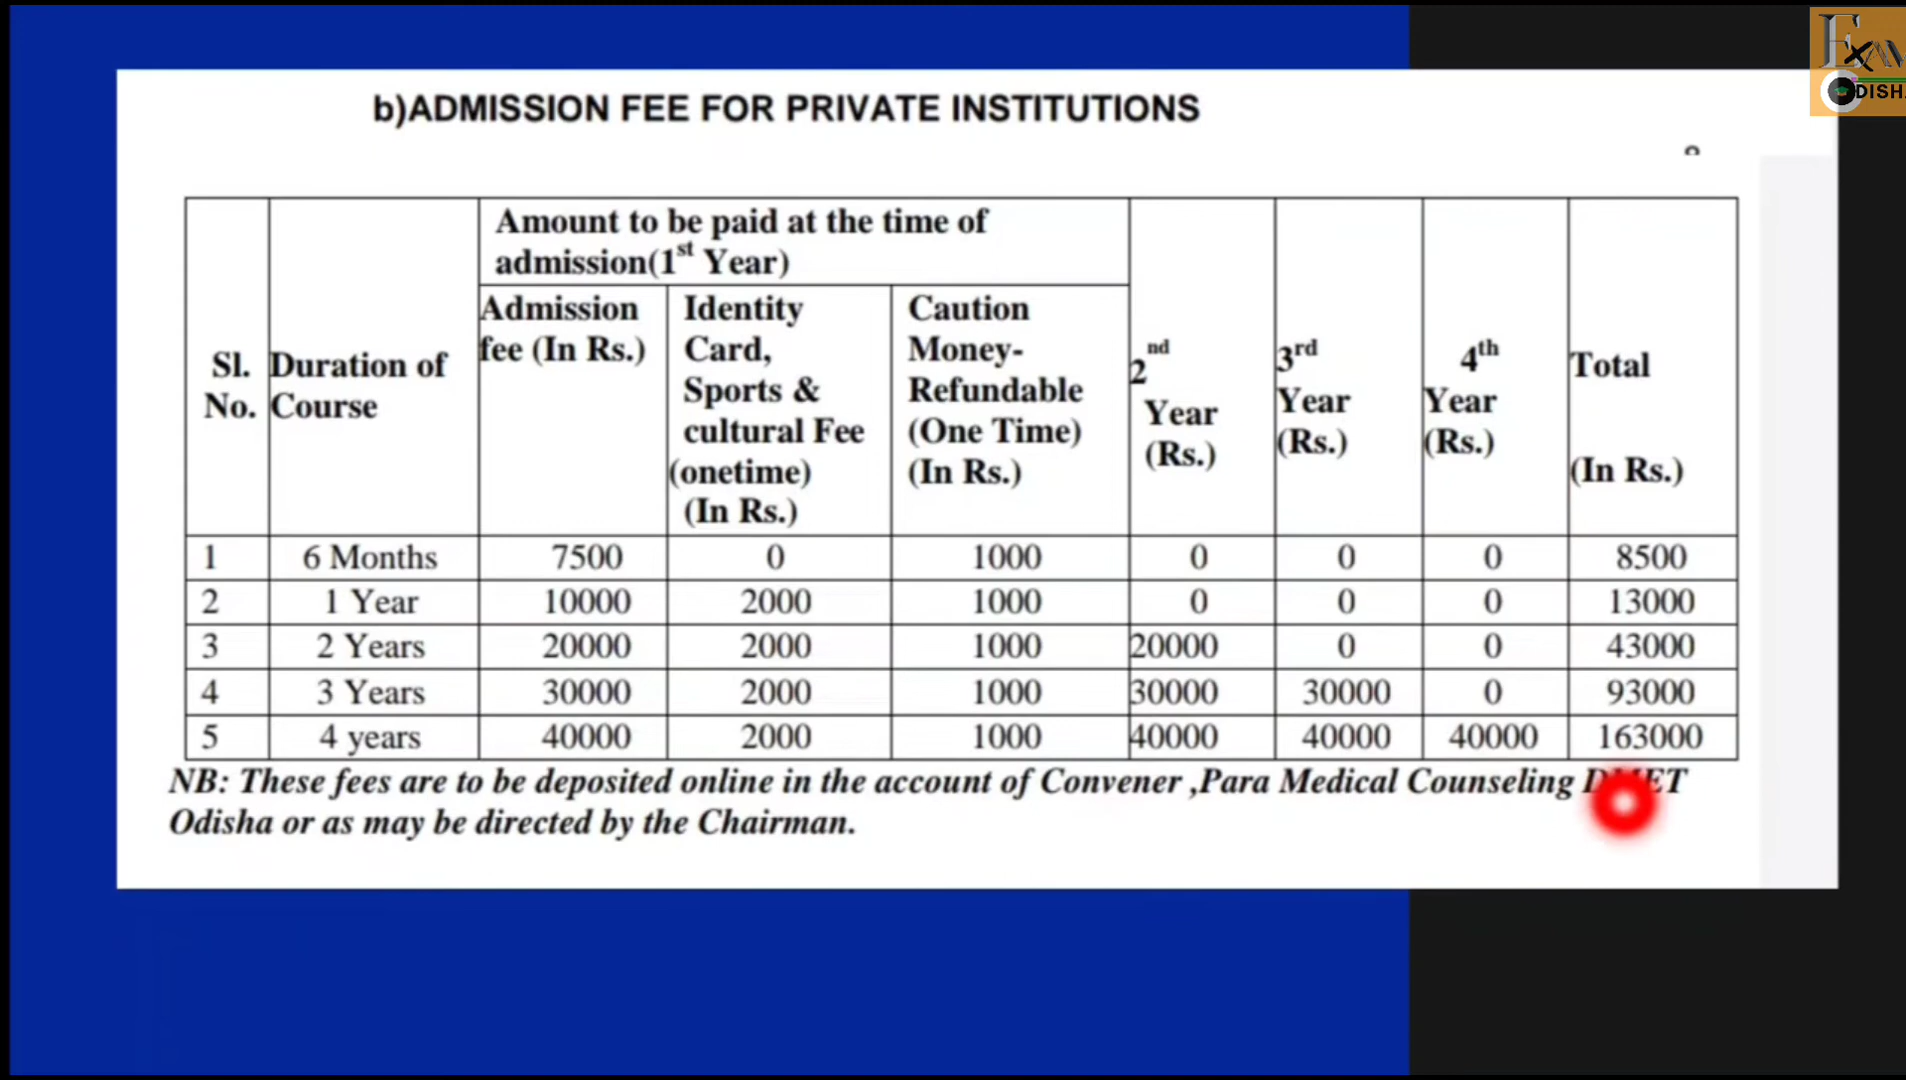 b)ADMISSION FEE FOR PRIVATE INSTITUTIONS
Amount to be paid at the time of
admission(1st Year)
Sl. No.
Duration of Course
Admission fee (In Rs.)
Identity Card, Sports & cultural Fee (onetime) (In Rs.)
Caution Money- Refundable (One Time) (In Rs.)
2nd Year (Rs.)
3rd Year (Rs.)
4th Year (Rs.)
Total (In Rs.)
1 6 Months 7500 0 1000 0 0 0 8500
2 1 Year 10000 2000 1000 0 0 0 13000
3 2 Years 20000 2000 1000 20000 0 0 43000
4 3 Years 30000 2000 1000 30000 30000 0 93000
5 4 years 40000 2000 1000 40000 40000 40000 163000
NB: These fees are to be deposited online in the account of Convener ,Para Medical Counseling
Odisha or as may be directed by the Chairman.